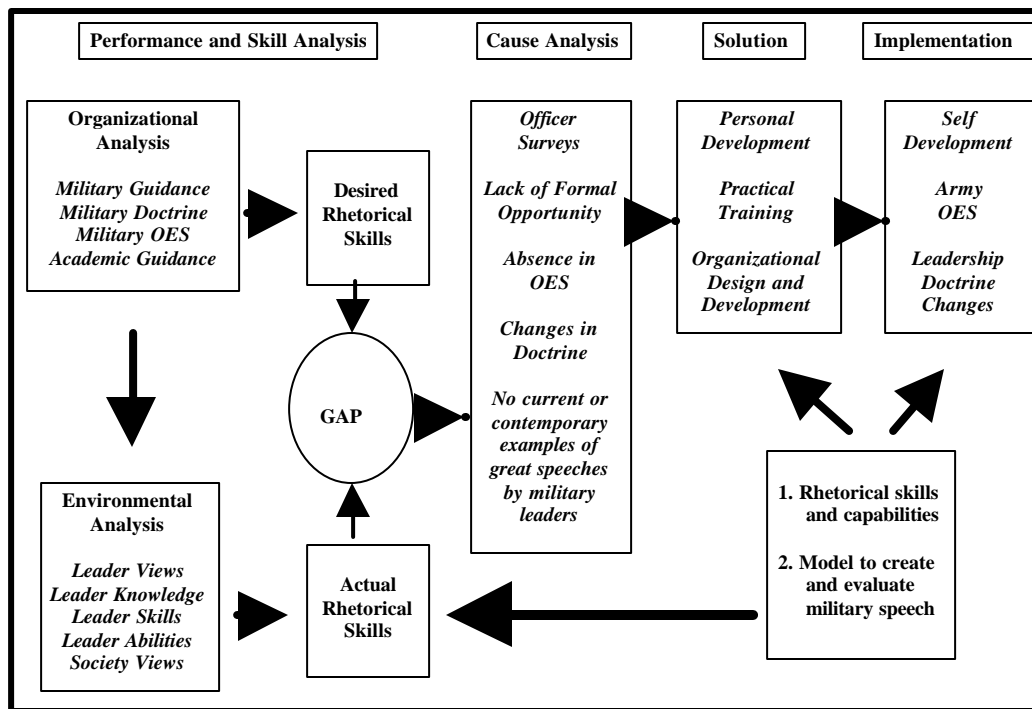 Performance and Skill Analysis
Cause Analysis
Solution
Implementation
Organizational
Analysis
Military Guidance
Military Doctrine
Military OES
Academic Guidance
Desired
Rhetorical
Skills
GAP
Environmental
Analysis
Leader Views
Leader Knowledge
Leader Skills
Leader Abilities
Society Views
Actual
Rhetorical
Skills
Officer
Surveys
Lack of Formal
Opportunity
Absence in
OES
Changes in
Doctrine
No current or
contemporary
examples of
great speeches
by military
leaders
Personal
Development
Practical
Training
Organizational
Design and
Development
Self
Development
Army
OES
Leadership
Doctrine
Changes
1. Rhetorical skills
and capabilities
2. Model to create
and evaluate
military speech